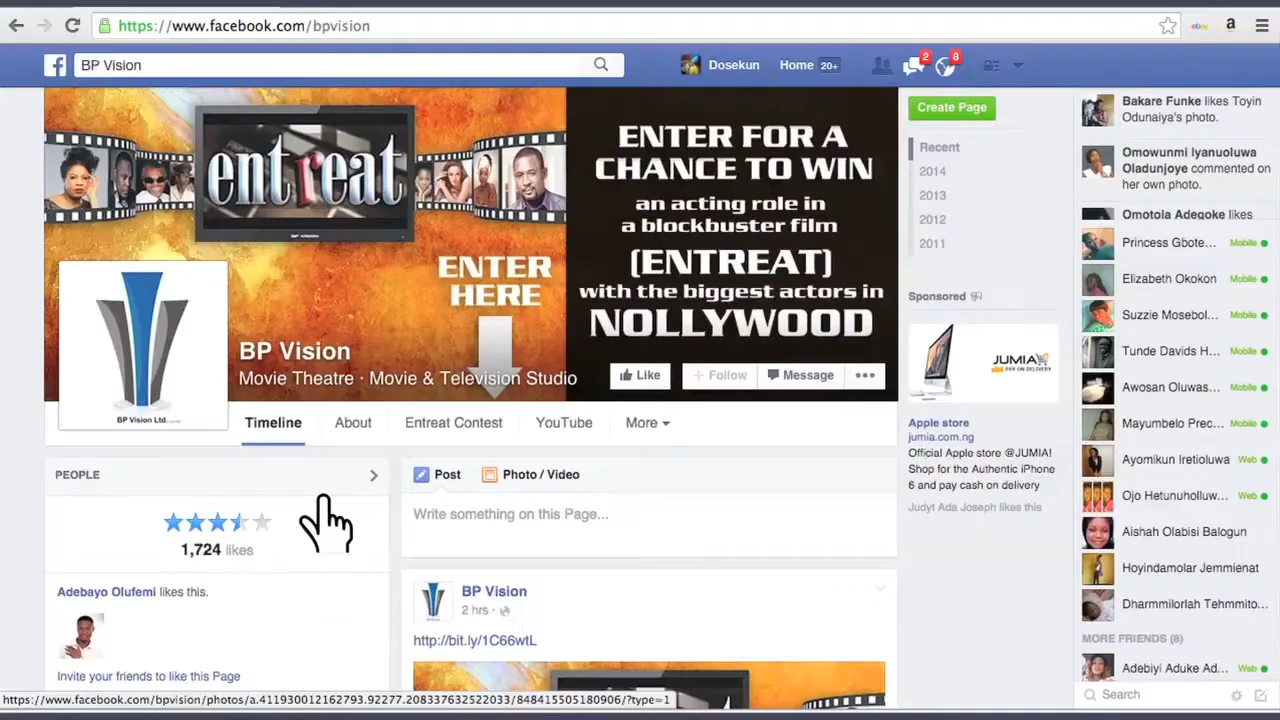 https://www.facebook.com/bpvision
ebay
a
BP Vision
Dosekun
Home 20+
2
8
entreat
BP VISION
ENTER
HERE
ENTER FOR A
CHANCE TO WIN
an acting role in
a blockbuster film
(ENTREAT)
with the biggest actors in
NOLLYWOOD
BP Vision Ltd.
BP Vision
Movie Theatre · Movie & Television Studio
Like
+ Follow
Message
•••
Timeline
About
Entreat Contest
YouTube
More
PEOPLE
1,724 likes
Adebayo Olufemi likes this.
Invite your friends to like this Page
Post
Photo / Video
Write something on this Page...
BP Vision
2 hrs ·
http://bit.ly/1C66wtL
https://www.facebook.com/bpvision/photos/a.411930012162793.92277.208337632522033/848415505180906/?type=1
Create Page
Recent
2014
2013
2012
2011
Sponsored
JUMIA
PAY ON DELIVERY
Apple store
jumia.com.ng
Official Apple store @JUMIA!
Shop for the Authentic iPhone
6 and pay cash on delivery
Judyt Ada Joseph likes this
Bakare Funke likes Toyin
Odunaiya's photo.
Omowunmi Iyanuoluwa
Oladunjoye commented on
her own photo.
Omotola Adegoke likes
Princess Gbote... Mobile
Elizabeth Okokon Mobile
Suzzie Mosebol... Mobile
Tunde Davids H... Mobile
Awosan Oluwas... Mobile
Mayumbelo Prec... Mobile
Ayomikun Iretioluwa Web
Ojo Hetunuholluw... Web
Aishah Olabisi Balogun
Hoyindamolar Jemmienat
Dharmmilorlah Tehmmito...
MORE FRIENDS (8)
Adebiyi Aduke Ad... Web
Search